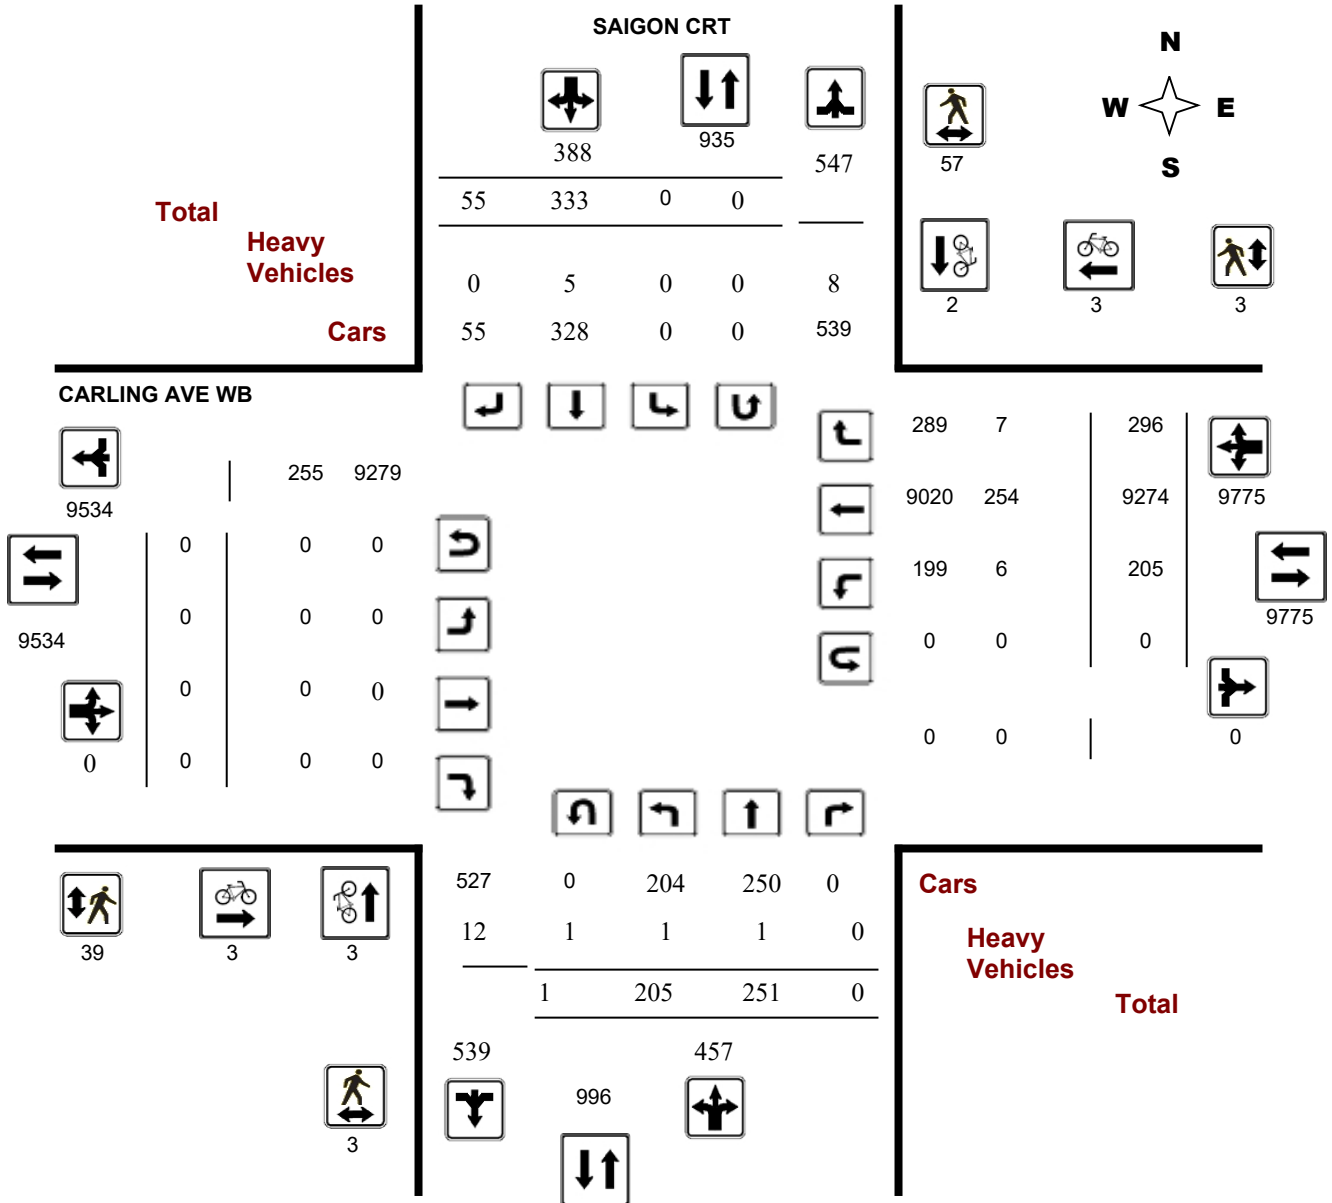 SAIGON CRT
N
W E
S
388
935
547
57
55 333 0 0
Total
Heavy
Vehicles
0 5 0 0 8
2 3 3
Cars
55 328 0 0 539
CARLING AVE WB
289 7 296
255 9279
9534
9020 254 9274 9775
0 0 0
199 6 205
9775
0 0 0
9534
0 0 0
0 0 0
0
0 0 0
0 0
0
527 0 204 250 0
Cars
12 1 1 1 0
Heavy
Vehicles
39 3 3
1 205 251 0
Total
539 457
996
3